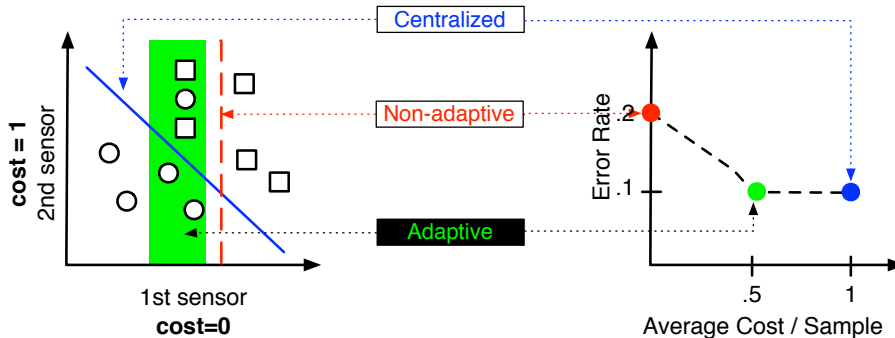 Centralized
Non-adaptive
Adaptive
cost = 1
2nd sensor
1st sensor
cost=0
Error Rate
.2
.1
.5
1
Average Cost / Sample